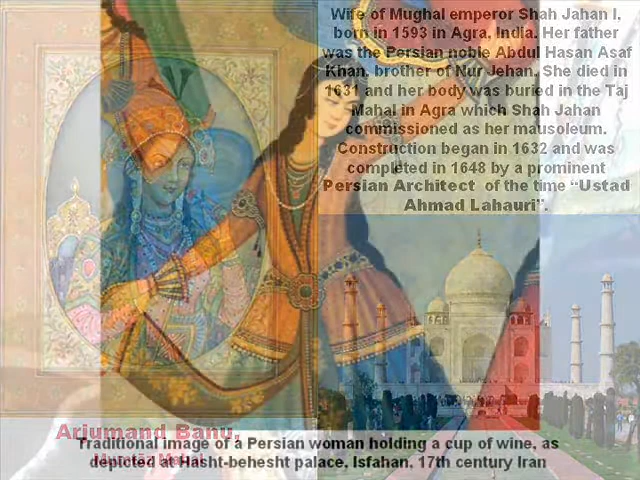 Wife of Mughal emperor Shah Jahan I,
born in 1593 in Agra, India. Her father
was the Persian noble Abdul Hasan Asaf
Khan, brother of Nur Jehan. She died in
1631 and her body was buried in the Taj
Mahal in Agra which Shah Jahan
commissioned as her mausoleum.
Construction began in 1632 and was
completed in 1648 by a prominent
Persian Architect of the time “Ustad
Ahmad Lahauri”.
Arjumand Banu,
Mumtāz Mahal
Traditional image of a Persian woman holding a cup of wine, as
depicted at Hasht-behesht palace, Isfahan, 17th century Iran